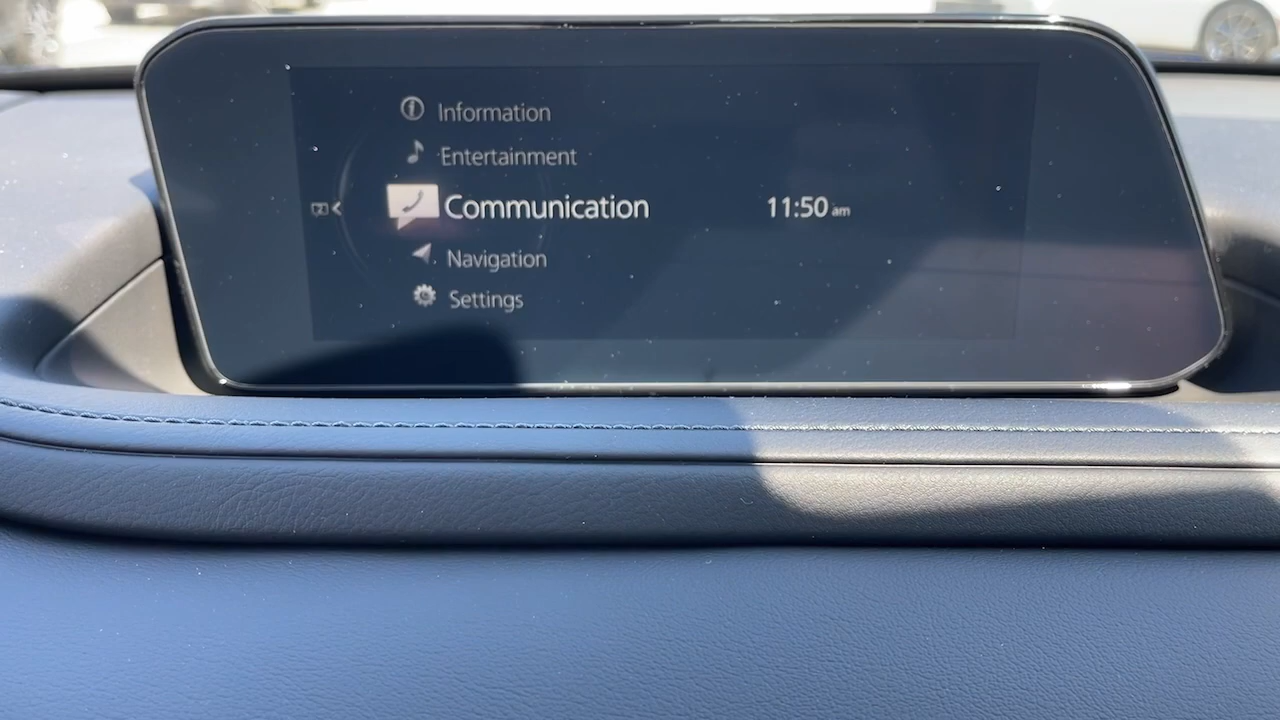 Information
Entertainment
Communication
11:50 am
Navigation
Settings